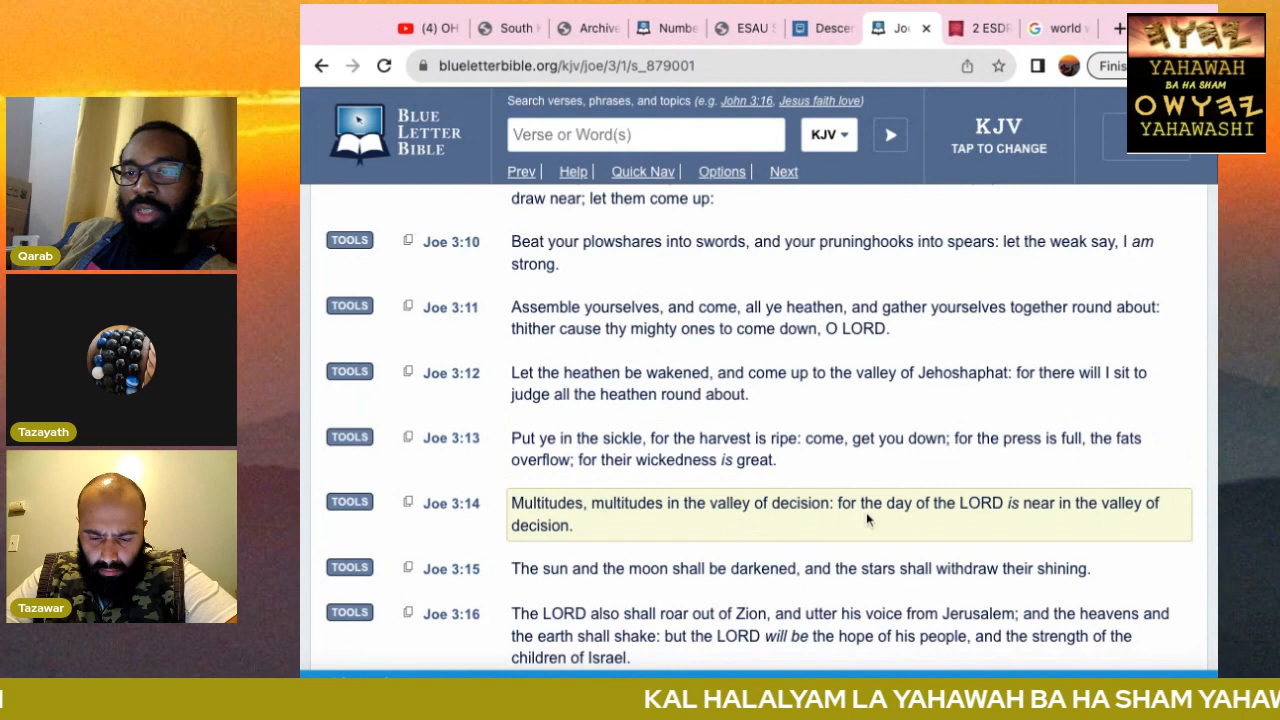 (4) OH
South
Archive
Numbe
ESAU
Descer
Joe
2 ESDR
world
blueletterbible.org/kjv/joe/3/1/s_879001
Finis
YAHAWAH
BA HA SHAM
YAHAWASHI
BLUE
LETTER
BIBLE
Search verses, phrases, and topics (e.g. John 3:16, Jesus faith love)
Verse or Word(s)
KJV
KJV
TAP TO CHANGE
Prev | Help | Quick Nav | Options | Next
draw near; let them come up:
TOOLS Joe 3:10 Beat your plowshares into swords, and your pruninghooks into spears: let the weak say, I am
strong.
TOOLS Joe 3:11 Assemble yourselves, and come, all ye heathen, and gather yourselves together round about:
thither cause thy mighty ones to come down, O LORD.
TOOLS Joe 3:12 Let the heathen be wakened, and come up to the valley of Jehoshaphat: for there will I sit to
judge all the heathen round about.
TOOLS Joe 3:13 Put ye in the sickle, for the harvest is ripe: come, get you down; for the press is full, the fats
overflow; for their wickedness is great.
TOOLS Joe 3:14 Multitudes, multitudes in the valley of decision: for the day of the LORD is near in the valley of
decision.
TOOLS Joe 3:15 The sun and the moon shall be darkened, and the stars shall withdraw their shining.
TOOLS Joe 3:16 The LORD also shall roar out of Zion, and utter his voice from Jerusalem; and the heavens and
the earth shall shake: but the LORD will be the hope of his people, and the strength of the
children of Israel.
Qarab
Tazayath
Tazawar
KAL HALALYAM LA YAHAWAH BA HA SHAM YAHAW